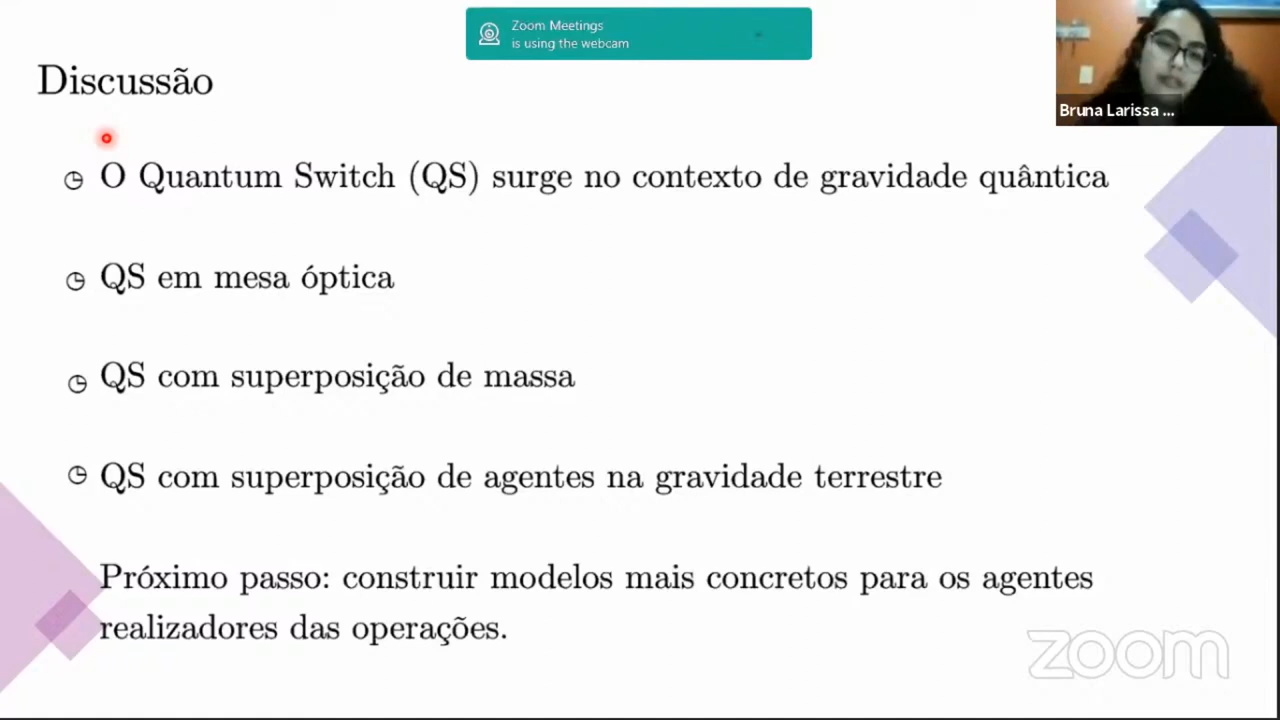 Zoom Meetings
is using the webcam
Discussão
Bruna Larissa ...
O Quantum Switch (QS) surge no contexto de gravidade quântica
QS em mesa óptica
QS com superposição de massa
QS com superposição de agentes na gravidade terrestre
Próximo passo: construir modelos mais concretos para os agentes
realizadores das operações.
zoom